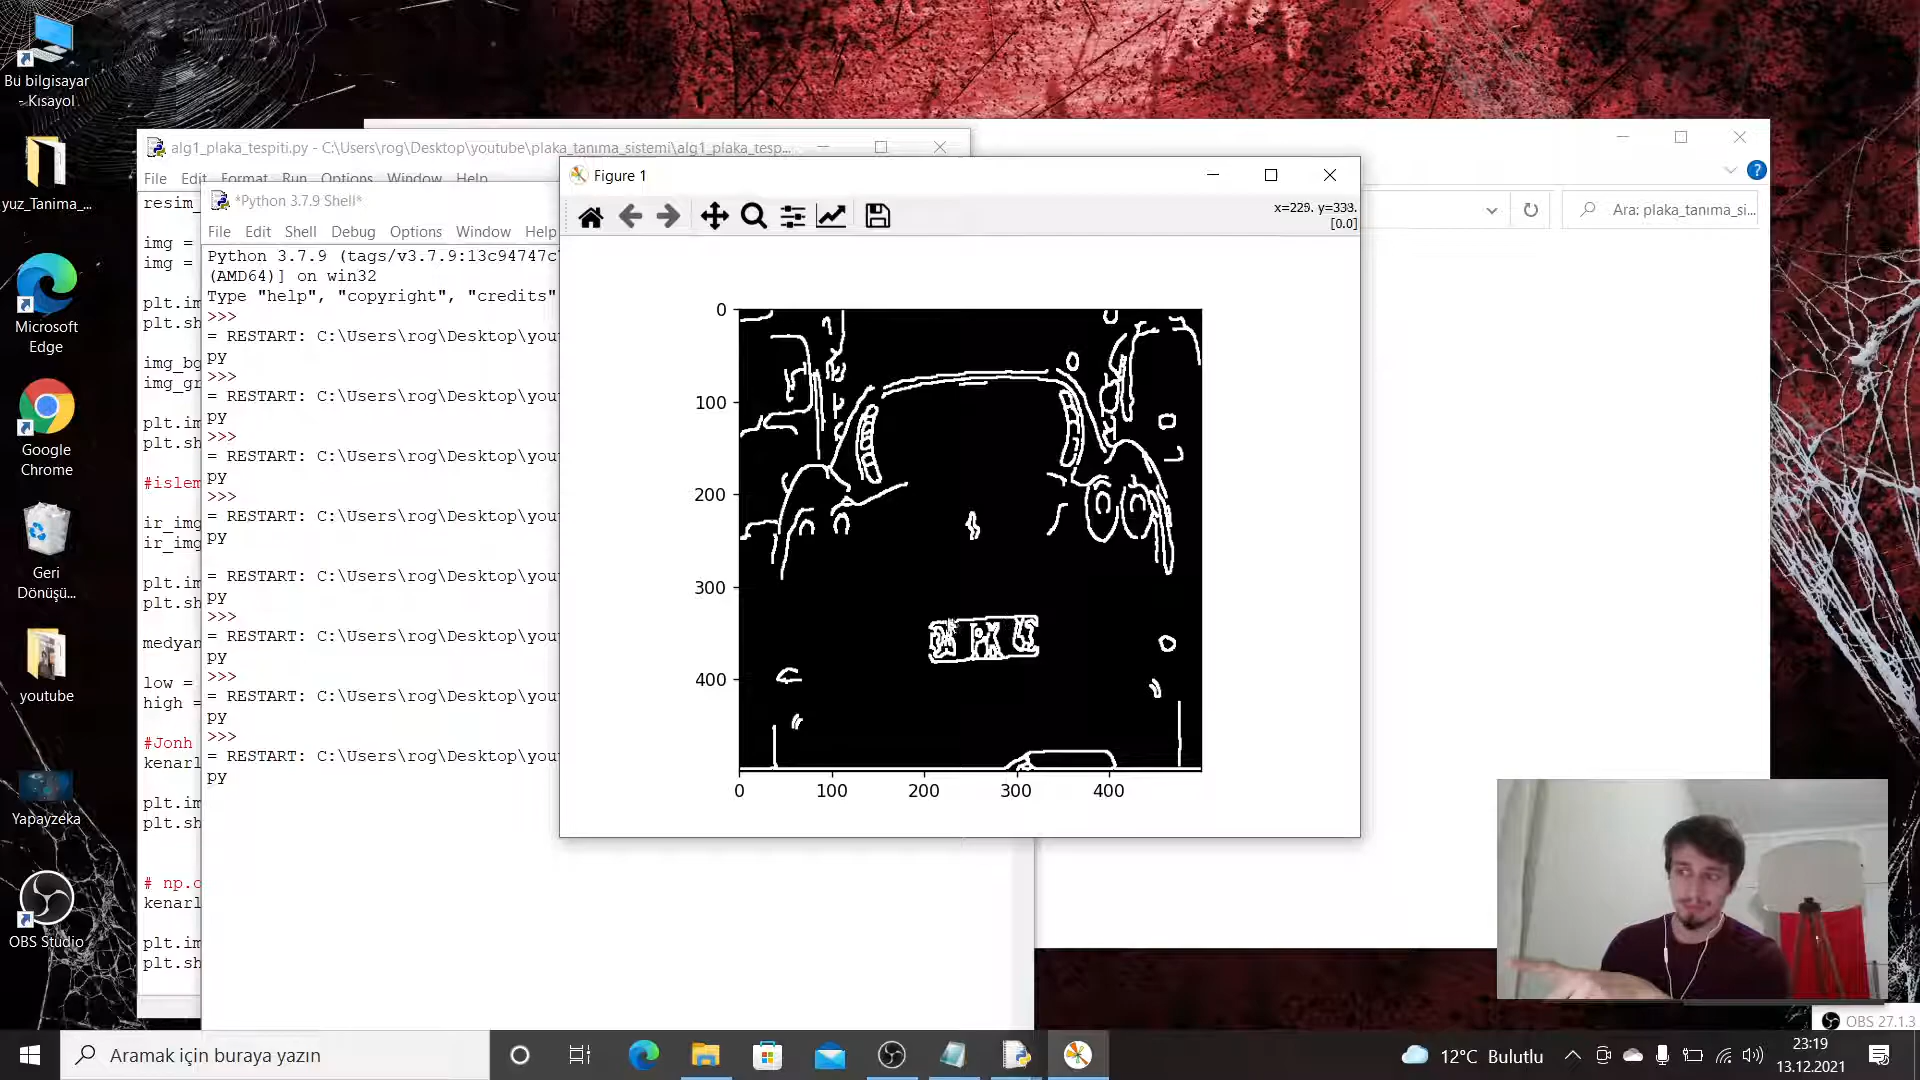 Bu bilgisayar
- Kısayol
yuz_Tanima_...
Microsoft
Edge
Google
Chrome
Geri
Dönüşü...
youtube
Yapayzeka
OBS Studio
alg1_plaka_tespiti.py - C:\Users\rog\Desktop\youtube\plaka_tanıma_sistemi\alg1_plaka_tesp...
File Edit Format Run Options Window Help
resim_
img =
img =
plt.im
plt.sh
img_bg
img_gr
plt.im
plt.sh
#islem
ir_img
ir_img
plt.im
plt.sh
medyan
low =
high =
#Jonh
kenarl
plt.im
plt.sh
# np.o
kenarl
plt.im
plt.sh
*Python 3.7.9 Shell*
File Edit Shell Debug Options Window Help
Python 3.7.9 (tags/v3.7.9:13c94747c
(AMD64)] on win32
Type "help", "copyright", "credits"
>>>
= RESTART: C:\Users\rog\Desktop\you
py
>>>
= RESTART: C:\Users\rog\Desktop\you
py
>>>
= RESTART: C:\Users\rog\Desktop\you
py
>>>
= RESTART: C:\Users\rog\Desktop\you
py
= RESTART: C:\Users\rog\Desktop\you
py
>>>
= RESTART: C:\Users\rog\Desktop\you
py
>>>
= RESTART: C:\Users\rog\Desktop\you
py
>>>
= RESTART: C:\Users\rog\Desktop\you
py
Figure 1
x=225. y=333.
[0.0]
0
100
200
300
400
0 100 200 300 400
Ara: plaka_tanıma_si...
OBS 27.1.3
Aramak için buraya yazın
12°C Bulutlu
23:19
13.12.2021